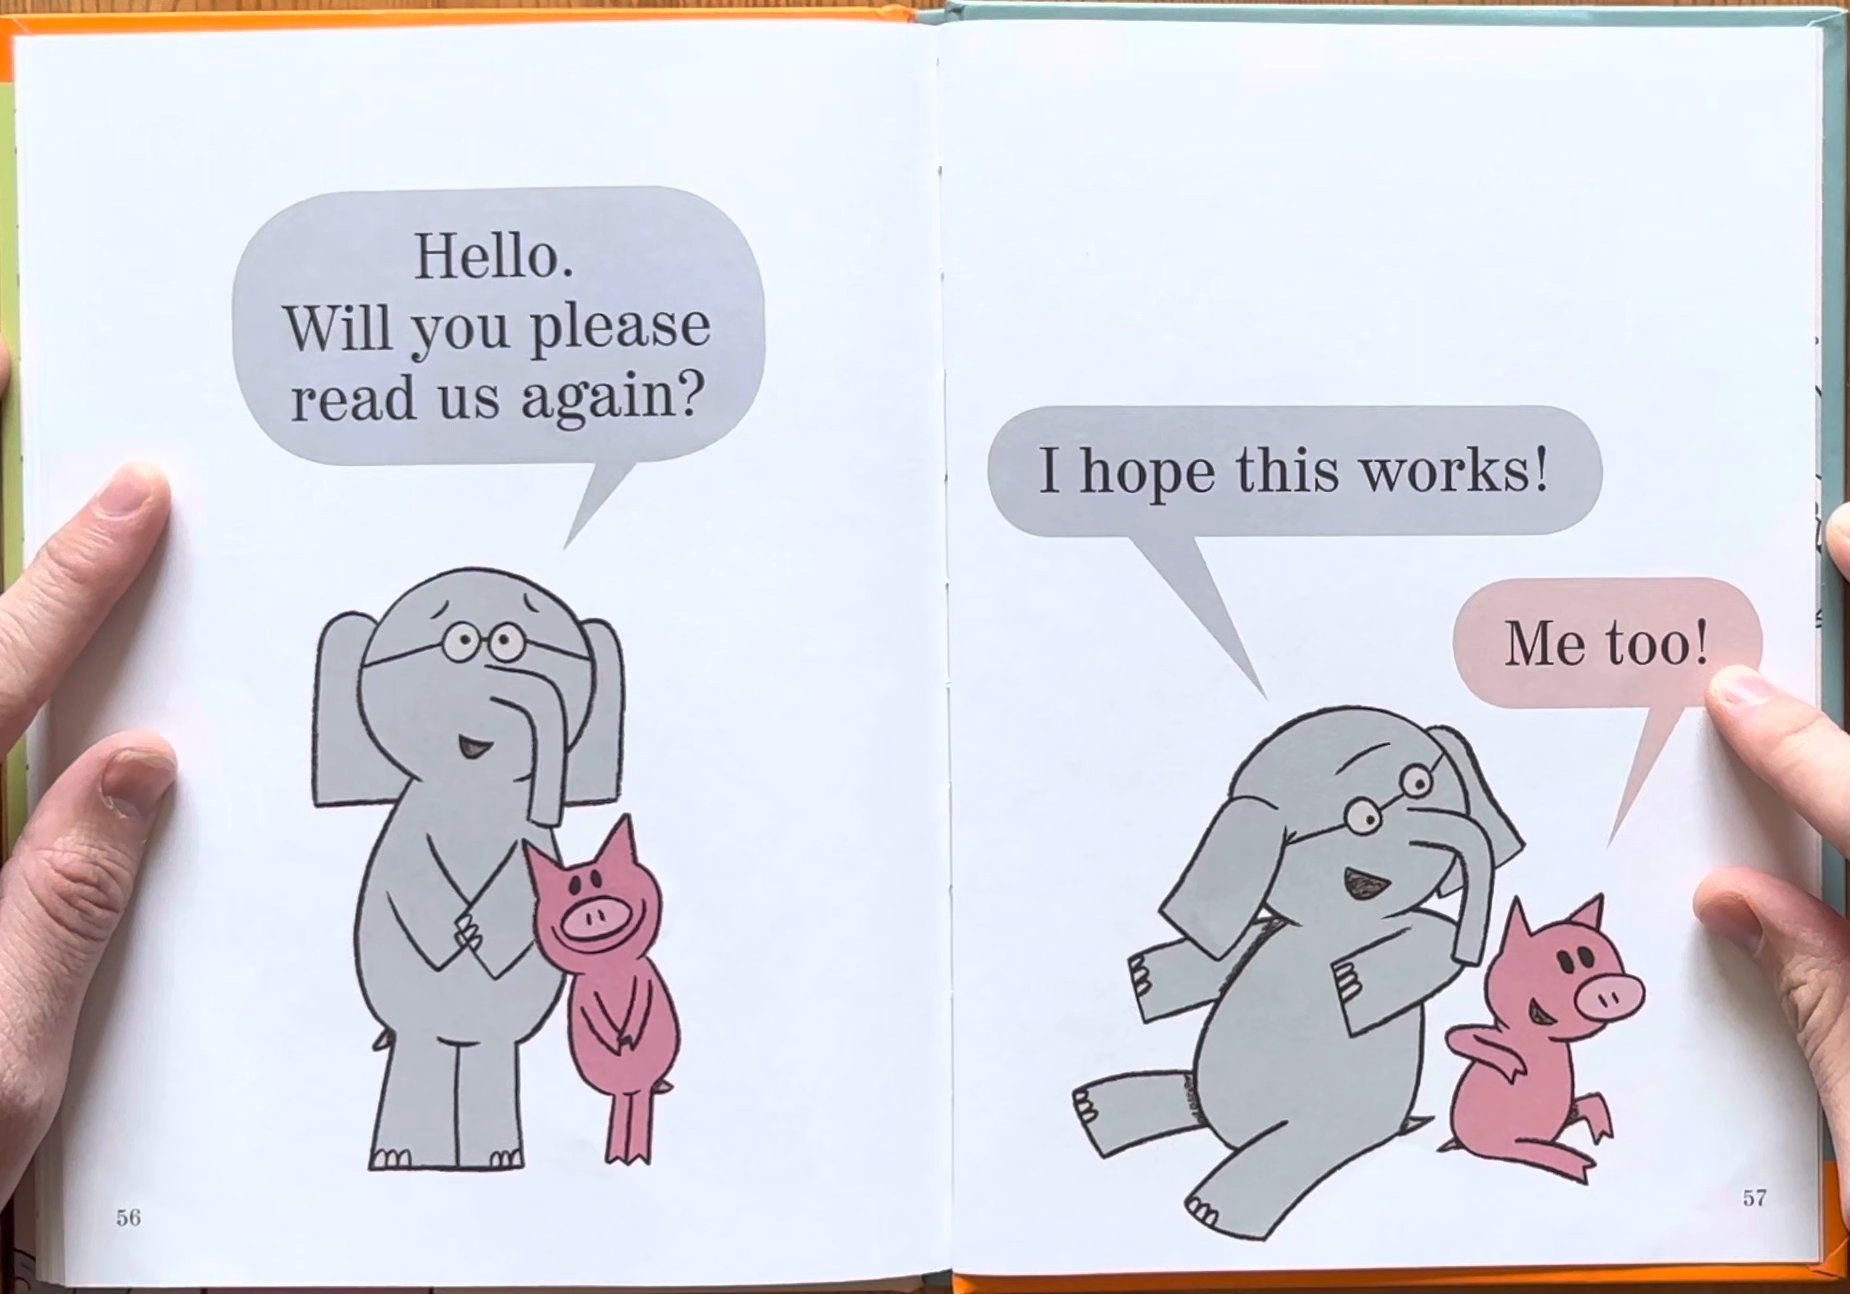 Hello.
Will you please
read us again?
56
I hope this works!
Me too!
57